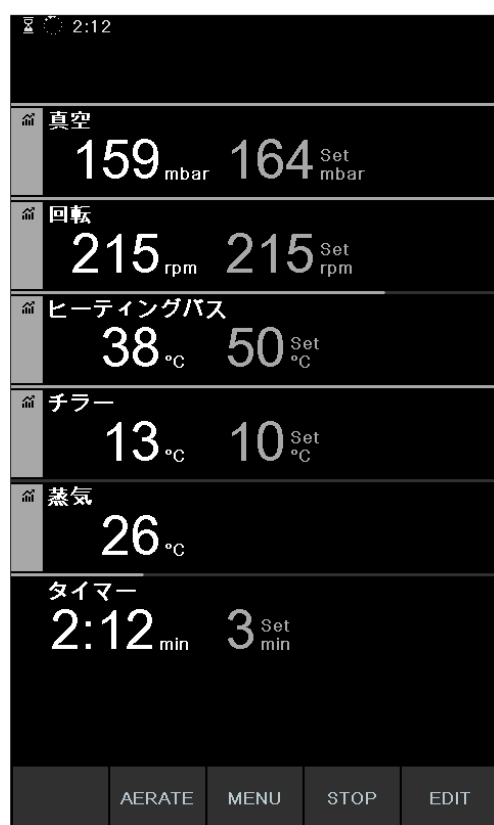 2:12
真空
159 mbar 164 Set mbar
回転
215 rpm 215 Set rpm
ヒーティングバス
38 °C 50 Set °C
チラー
13 °C 10 Set °C
蒸気
26 °C
タイマー
2:12 min 3 Set min
AERATE MENU STOP EDIT